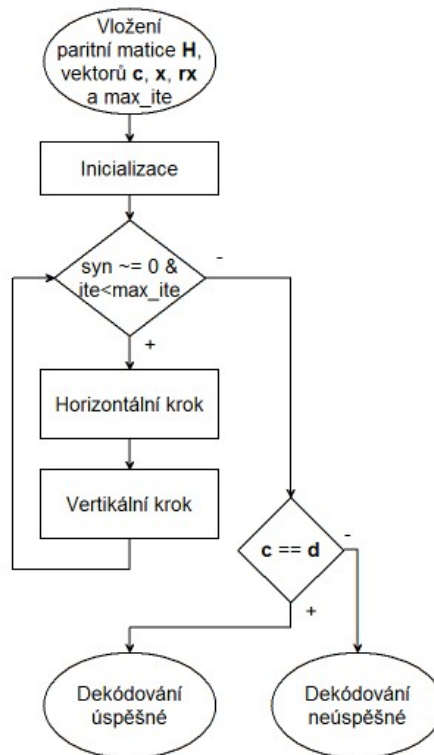 Vložení
paritní matice H,
vektorů c, x, rx
a max_ite
Inicializace
syn ~= 0 &
ite<max_ite
-
+
Horizontální krok
Vertikální krok
c == d
-
+
Dekódování
úspěšné
Dekódování
neúspěšné